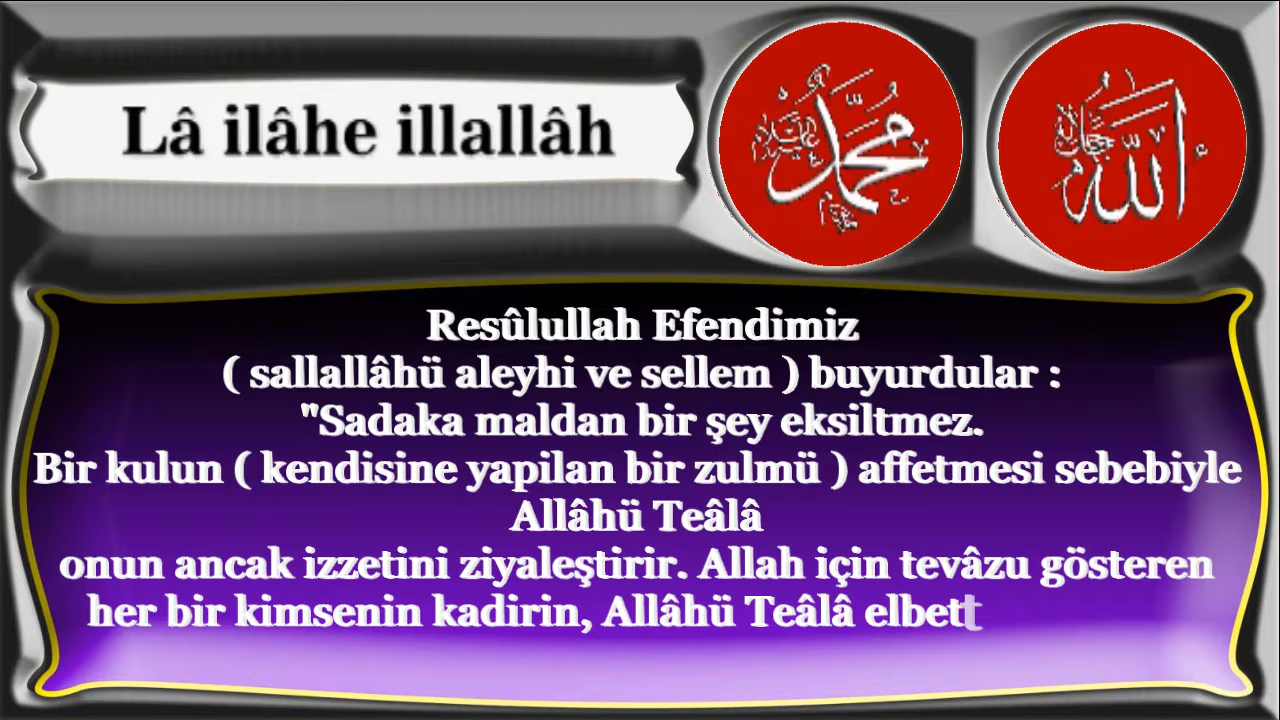 Lâ ilâhe illallâh
محمد
الله
Resûlullah Efendimiz
( sallallâhü aleyhi ve sellem ) buyurdular :
"Sadaka maldan bir şey eksiltmez.
Bir kulun ( kendisine yapilan bir zulmü ) affetmesi sebebiyle
Allâhü Teâlâ
onun ancak izzetini ziyaleştirir. Allah için tevâzu gösteren
her bir kimsenin kadirin, Allâhü Teâlâ elbett